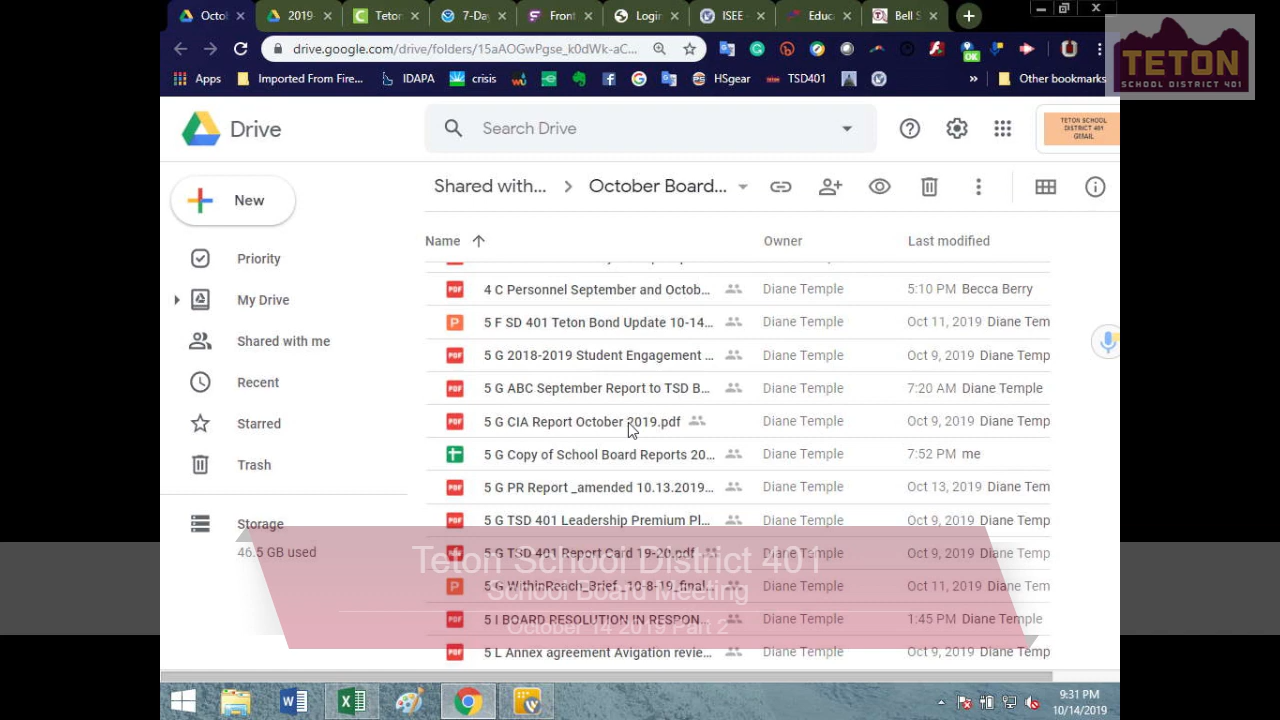 Octo
2019
Teton
7-Day
Front
Login
ISEE -
Educa
Bell S
drive.google.com/drive/folders/15aAOGwPgse_k0dWk-aC...
Apps
Imported From Fire...
IDAPA
crisis
HSgear
TSD401
»
Other bookmarks
TETON
SCHOOL DISTRICT 401
Drive
Search Drive
TETON SCHOOL
DISTRICT 401
GMAIL
New
Shared with...
October Board...
Name
Owner
Last modified
Priority
My Drive
Shared with me
Recent
Starred
Trash
Storage
46.5 GB used
4 C Personnel September and Octob... Diane Temple 5:10 PM Becca Berry
5 F SD 401 Teton Bond Update 10-14... Diane Temple Oct 11, 2019 Diane Tem
5 G 2018-2019 Student Engagement ... Diane Temple Oct 9, 2019 Diane Temp
5 G ABC September Report to TSD B... Diane Temple 7:20 AM Diane Temple
5 G CIA Report October 2019.pdf Diane Temple Oct 9, 2019 Diane Temp
5 G Copy of School Board Reports 20... Diane Temple 7:52 PM me
5 G PR Report _amended 10.13.2019... Diane Temple Oct 13, 2019 Diane Tem
5 G TSD 401 Leadership Premium Pl... Diane Temple Oct 9, 2019 Diane Temp
5 G TSD 401 Report Card 19-20.pdf Diane Temple Oct 9, 2019 Diane Temp
5 G WithinReach_Brief_ 10-8-19_final... Diane Temple Oct 11, 2019 Diane Tem
5 I BOARD RESOLUTION IN RESPON... Diane Temple 1:45 PM Diane Temple
5 L Annex agreement Avigation revie... Diane Temple Oct 9, 2019 Diane Temp
Teton School District 401
School Board Meeting
October 14 2019 Part 2
9:31 PM
10/14/2019